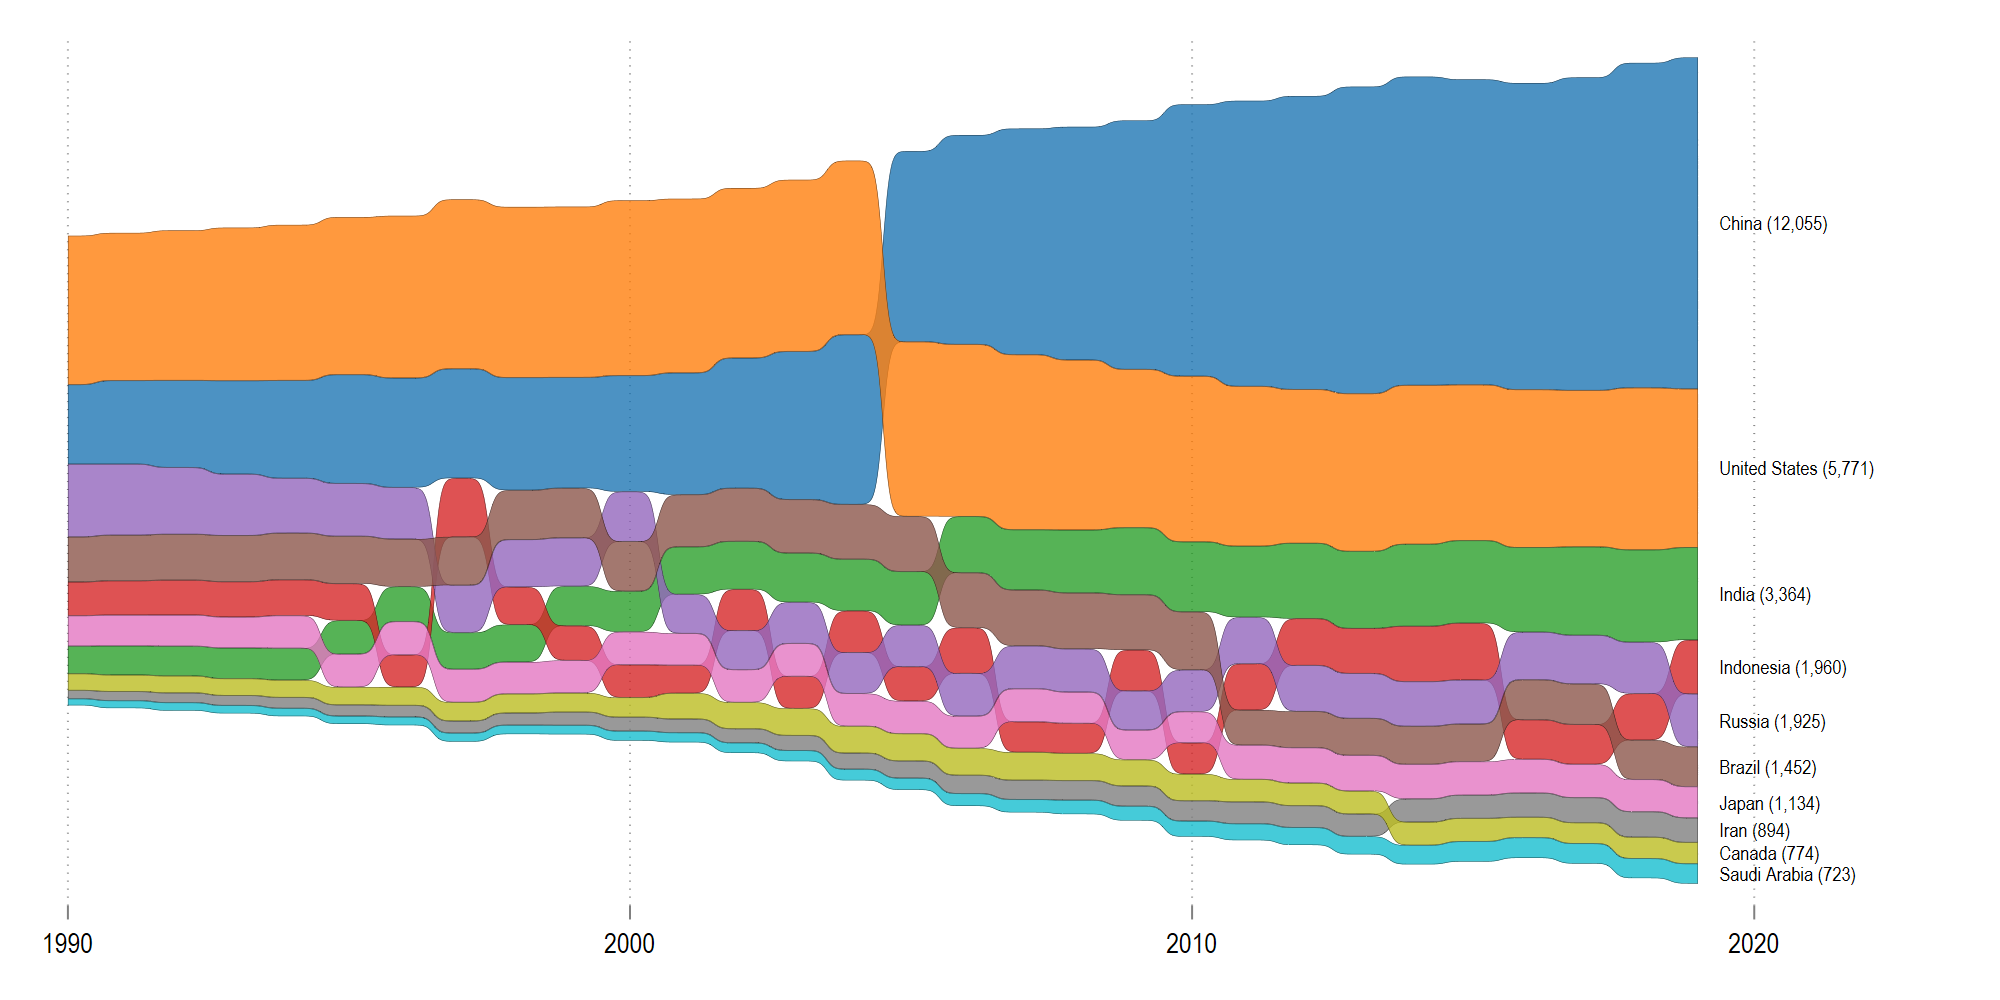 China (12,055)
United States (5,771)
India (3,364)
Indonesia (1,960)
Russia (1,925)
Brazil (1,452)
Japan (1,134)
Iran (894)
Canada (774)
Saudi Arabia (723)
1990 2000 2010 2020